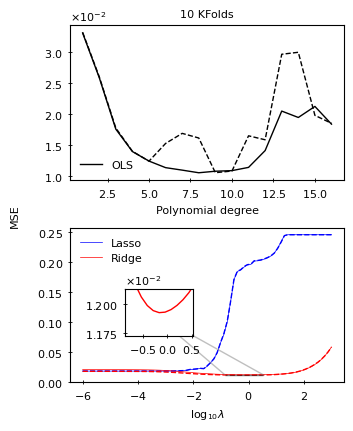 10 KFolds
×10⁻²
3.0
2.5
2.0
1.5
1.0
OLS
2.5 5.0 7.5 10.0 12.5 15.0
Polynomial degree
MSE
0.25
0.20
0.15
0.10
0.05
0.00
Lasso
Ridge
×10⁻²
1.200
1.175
−0.5 0.0 0.5
−6 −4 −2 0 2
log₁₀λ